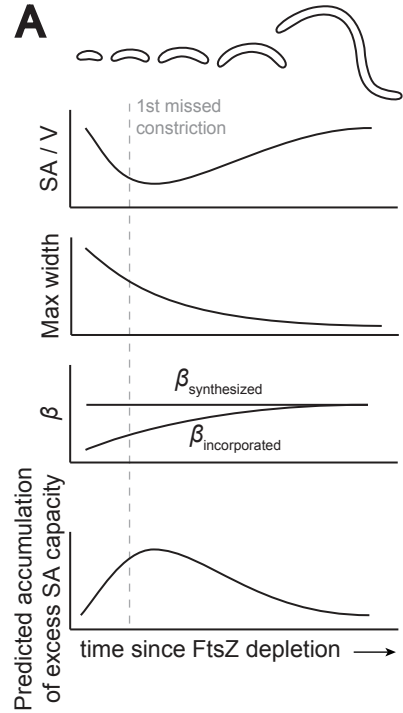 A
1st missed
constriction
SA / V
Max width
βsynthesized
βincorporated
β
Predicted accumulation
of excess SA capacity
time since FtsZ depletion